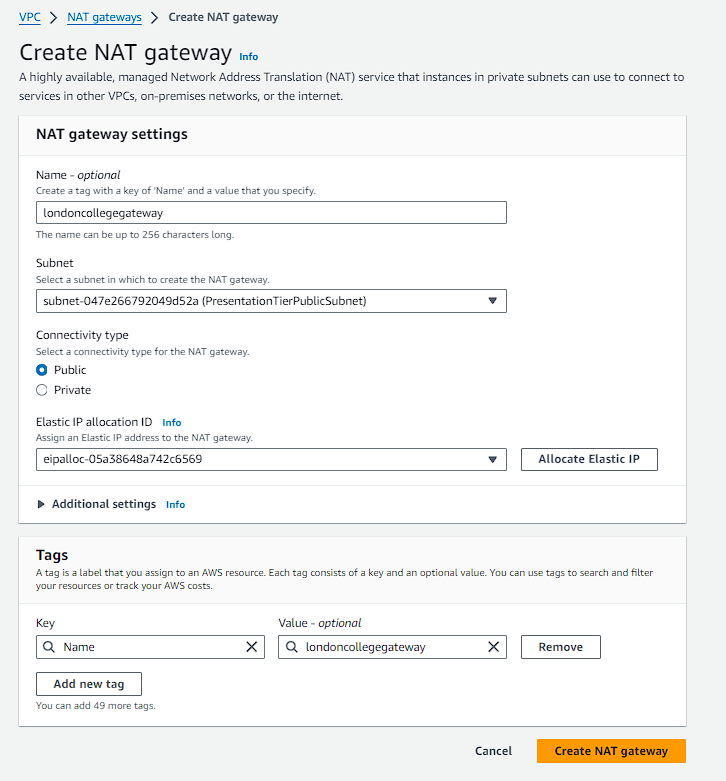 VPC > NAT gateways > Create NAT gateway
Create NAT gateway Info
A highly available, managed Network Address Translation (NAT) service that instances in private subnets can use to connect to
services in other VPCs, on-premises networks, or the internet.
NAT gateway settings
Name - optional
Create a tag with a key of 'Name' and a value that you specify.
londoncollegegateway
The name can be up to 256 characters long.
Subnet
Select a subnet in which to create the NAT gateway.
subnet-047e266792049d52a (PresentationTierPublicSubnet)
Connectivity type
Select a connectivity type for the NAT gateway.
Public
Private
Elastic IP allocation ID Info
Assign an Elastic IP address to the NAT gateway.
eipalloc-05a38648a742c6569 Allocate Elastic IP
Additional settings Info
Tags
A tag is a label that you assign to an AWS resource. Each tag consists of a key and an optional value. You can use tags to search and filter
your resources or track your AWS costs.
Key Value - optional
Name londoncollegegateway Remove
Add new tag
You can add 49 more tags.
Cancel Create NAT gateway